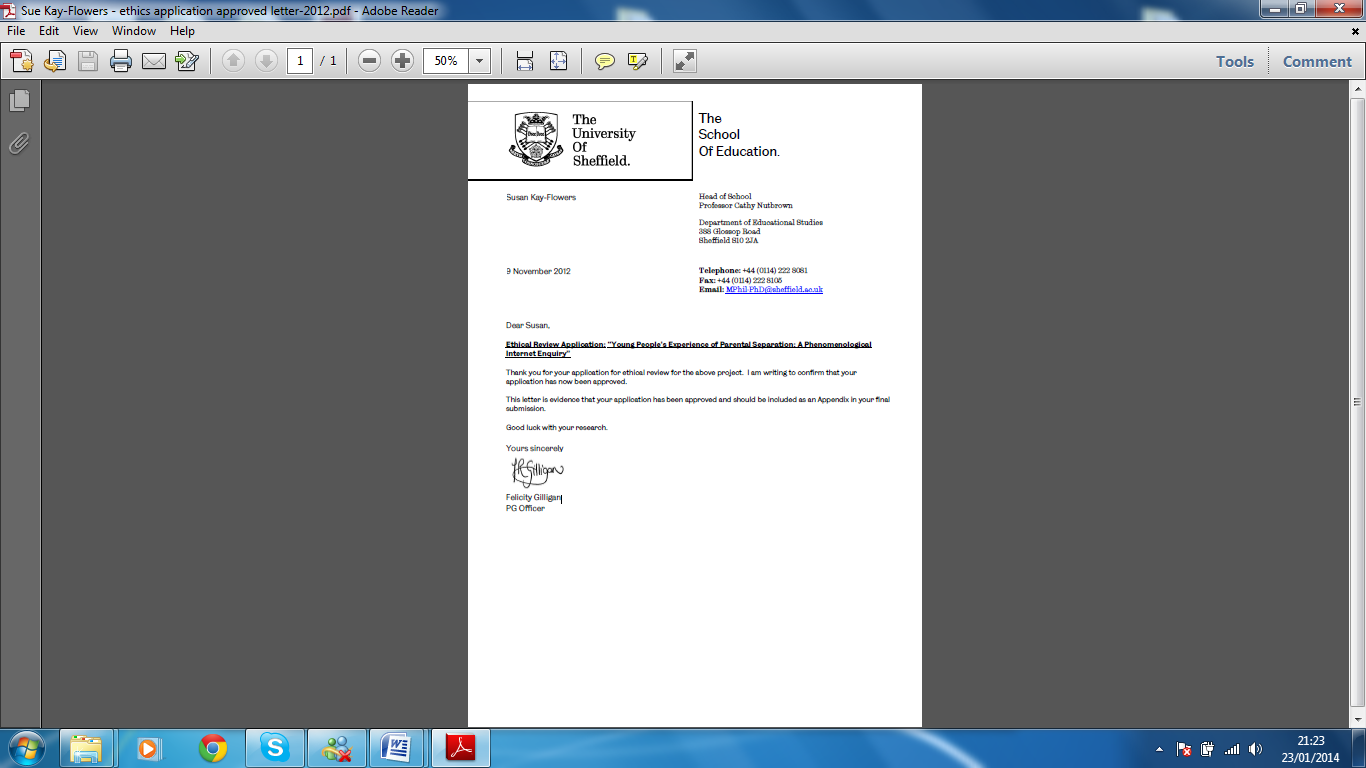 Sue Kay-Flowers - ethics application approved letter-2012.pdf - Adobe Reader
File Edit View Window Help
1 / 1 50% Tools Comment
The
University
Of
Sheffield.
The
School
Of Education.
Susan Kay-Flowers
Head of School
Professor Cathy Nutbrown
Department of Educational Studies
388 Glossop Road
Sheffield S10 2JA
9 November 2012
Telephone: +44 (0114) 222 8081
Fax: +44 (0114) 222 8105
Email: MPhil-PhD@sheffield.ac.uk
Dear Susan,
Ethical Review Application: "Young People's Experience of Parental Separation: A Phenomenological
Internet Enquiry"
Thank you for your application for ethical review for the above project. I am writing to confirm that your
application has now been approved.
This letter is evidence that your application has been approved and should be included as an Appendix in your final
submission.
Good luck with your research.
Yours sincerely
Felicity Gilligan
PG Officer
21:23
23/01/2014